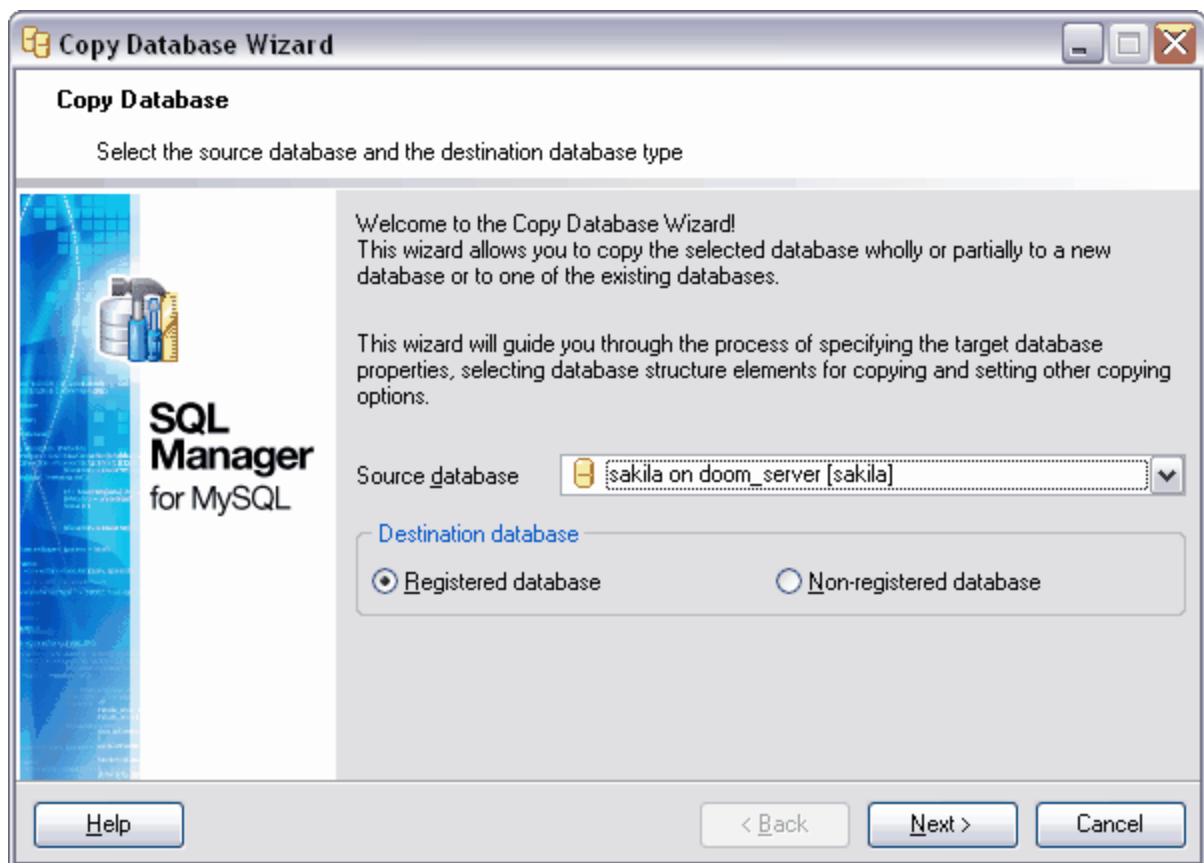 Copy Database Wizard
Copy Database
Select the source database and the destination database type
Welcome to the Copy Database Wizard!
This wizard allows you to copy the selected database wholly or partially to a new
database or to one of the existing databases.
This wizard will guide you through the process of specifying the target database
properties, selecting database structure elements for copying and setting other copying
options.
SQL
Manager
for MySQL
Source database
sakila on doom_server [sakila]
Destination database
Registered database
Non-registered database
Help
< Back
Next >
Cancel